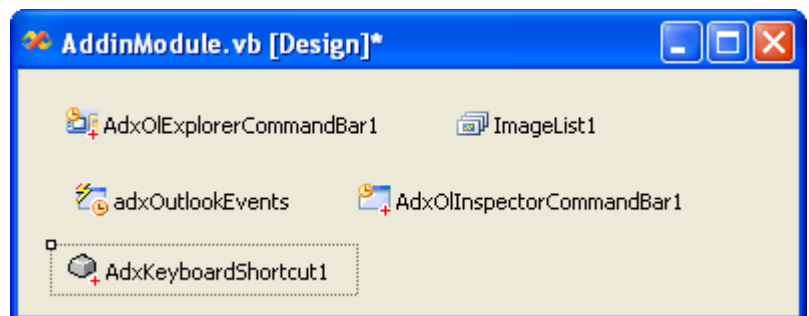 AddinModule.vb [Design]*
AdxOlExplorerCommandBar1 ImageList1
adxOutlookEvents AdxOlInspectorCommandBar1
AdxKeyboardShortcut1